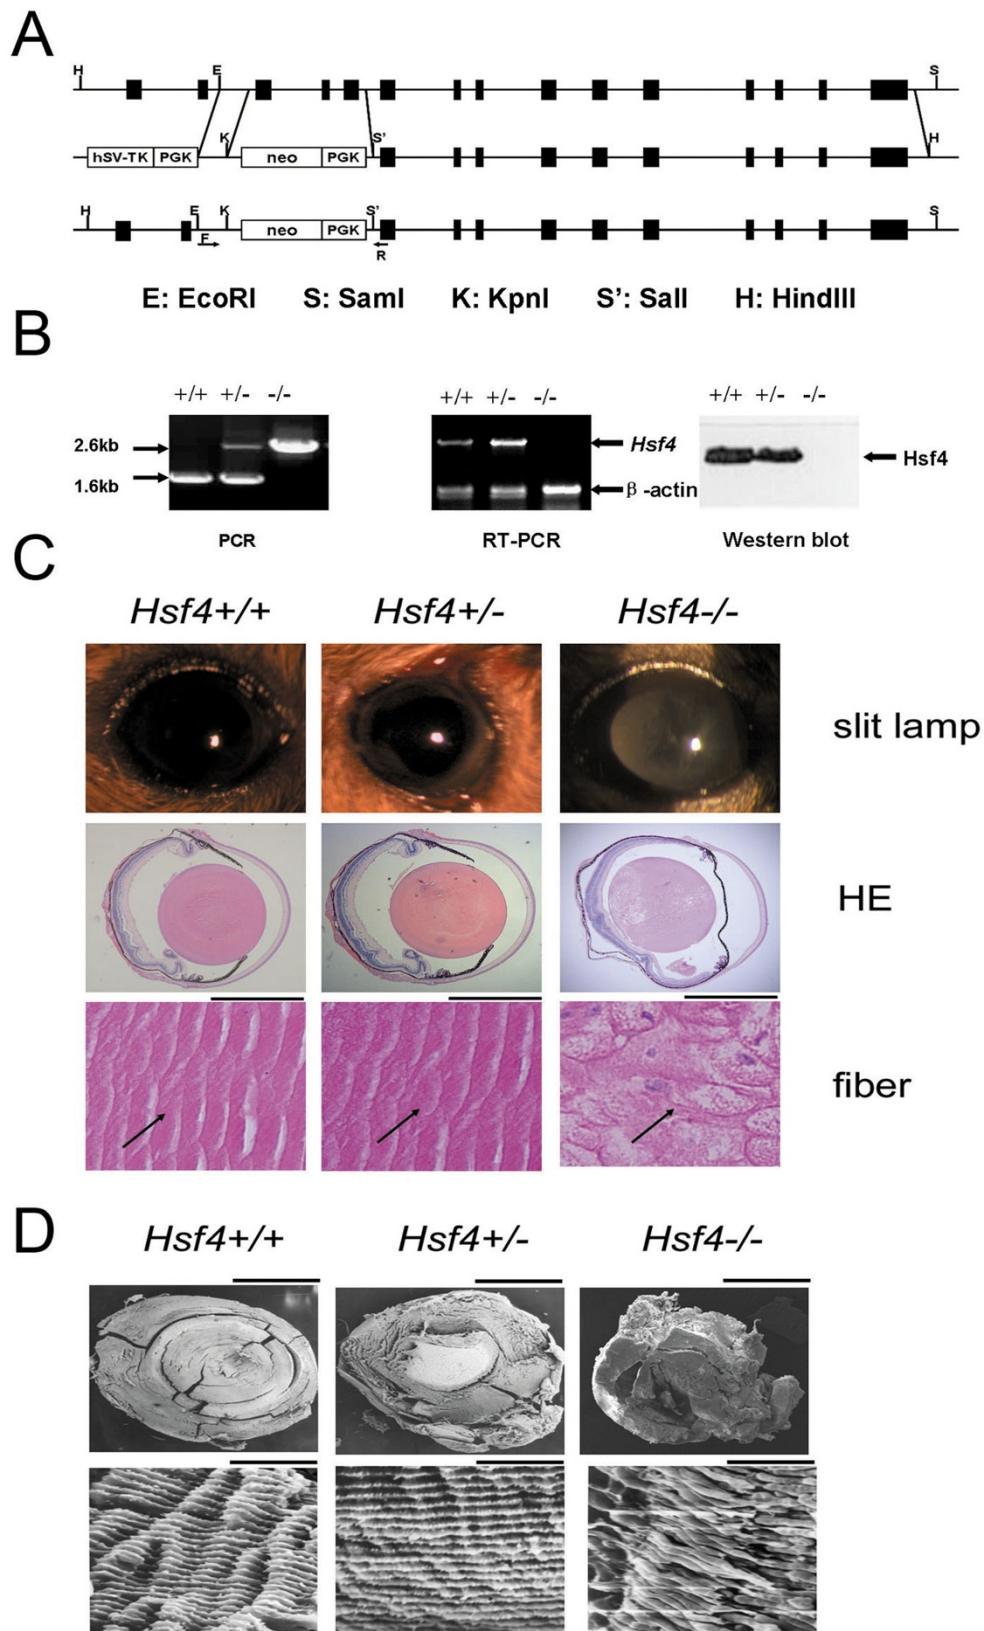 A
H E S
hSV-TK PGK K neo PGK S' H
H E F K neo PGK S' R S
E: EcoRI S: SamI K: KpnI S': SalI H: HindIII
B
+/+ +/- -/-
2.6kb
1.6kb
PCR
+/+ +/- -/-
Hsf4
β -actin
RT-PCR
+/+ +/- -/-
Hsf4
Western blot
C
Hsf4+/+ Hsf4+/- Hsf4-/-
slit lamp
HE
fiber
D
Hsf4+/+ Hsf4+/- Hsf4-/-